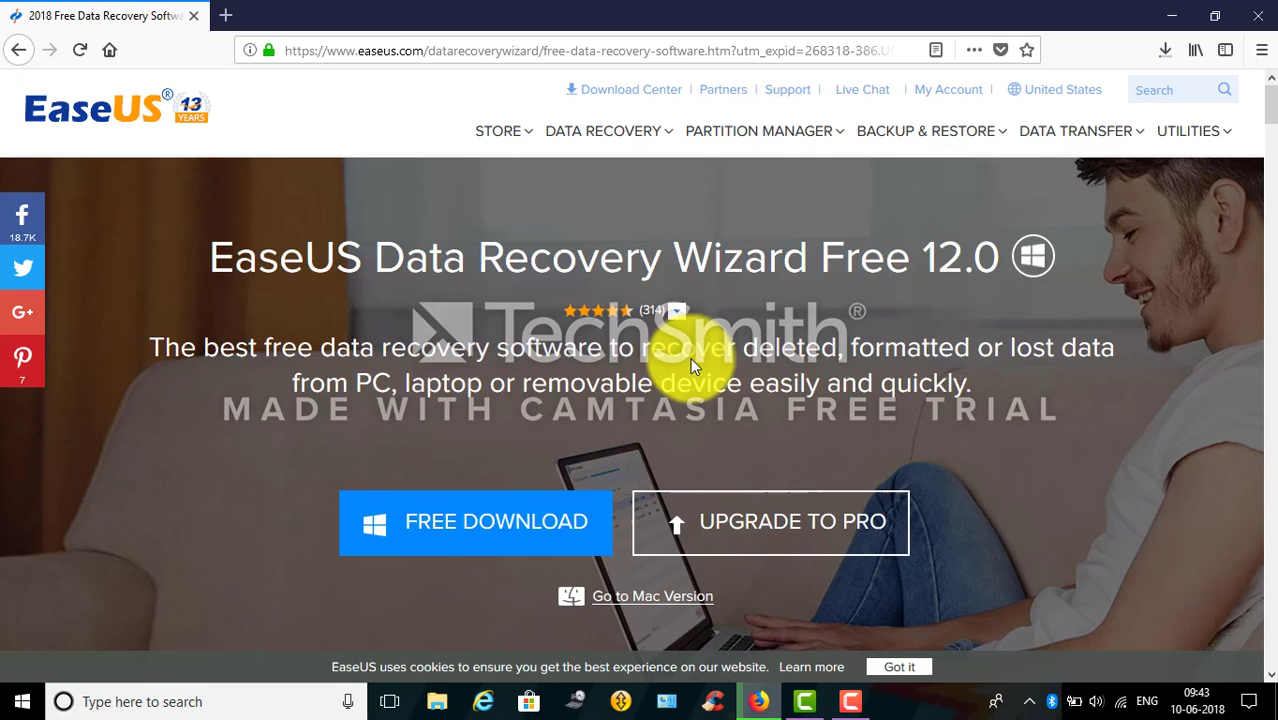 2018 Free Data Recovery Softwa
https://www.easeus.com/datarecoverywizard/free-data-recovery-software.htm?utm_expid=268318-386.U
EaseUS® 13 YEARS
Download Center | Partners | Support | Live Chat | My Account | United States
Search
STORE DATA RECOVERY PARTITION MANAGER BACKUP & RESTORE DATA TRANSFER UTILITIES
18.7K
G+
7
EaseUS Data Recovery Wizard Free 12.0
(314)
TechSmith®
The best free data recovery software to recover deleted, formatted or lost data
from PC, laptop or removable device easily and quickly.
MADE WITH CAMTASIA FREE TRIAL
FREE DOWNLOAD
UPGRADE TO PRO
Go to Mac Version
EaseUS uses cookies to ensure you get the best experience on our website. Learn more Got it
Type here to search
ENG
09:43
10-06-2018